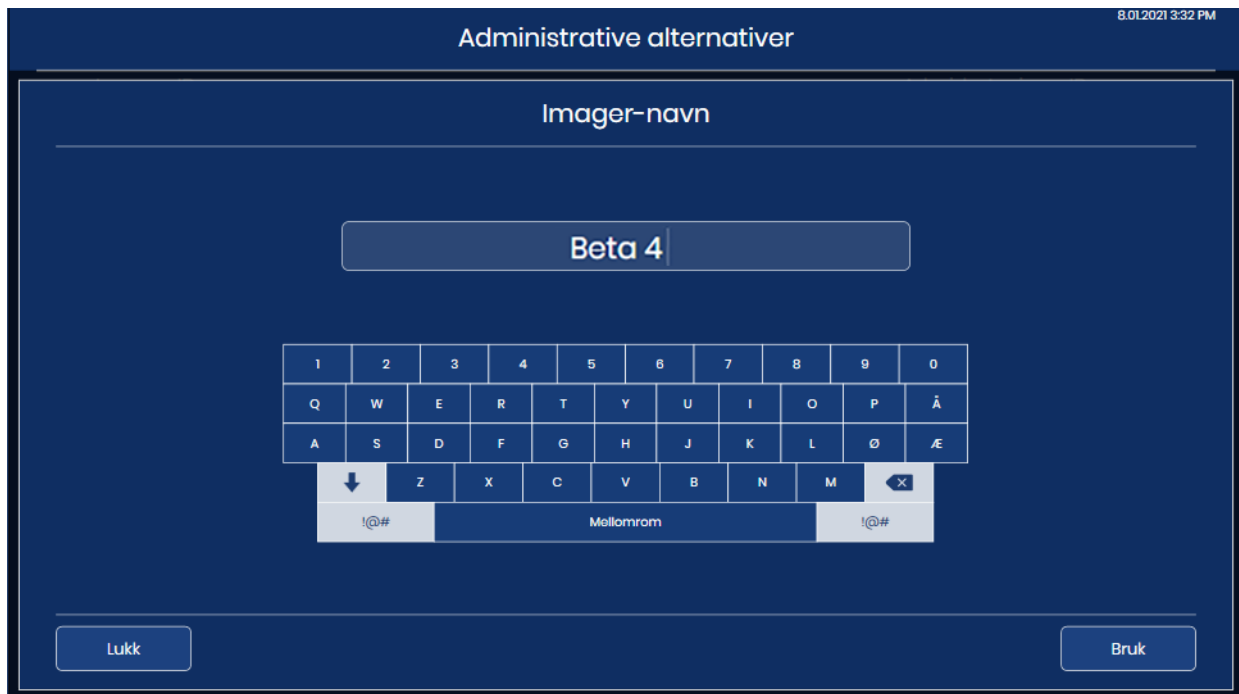 8.01.2021 3:32 PM
Administrative alternativer
Imager-navn
Beta 4
1 2 3 4 5 6 7 8 9 0
Q W E R T Y U I O P Å
A S D F G H J K L Ø Æ
Z X C V B N M
!@# Mellomrom !@#
Lukk Bruk